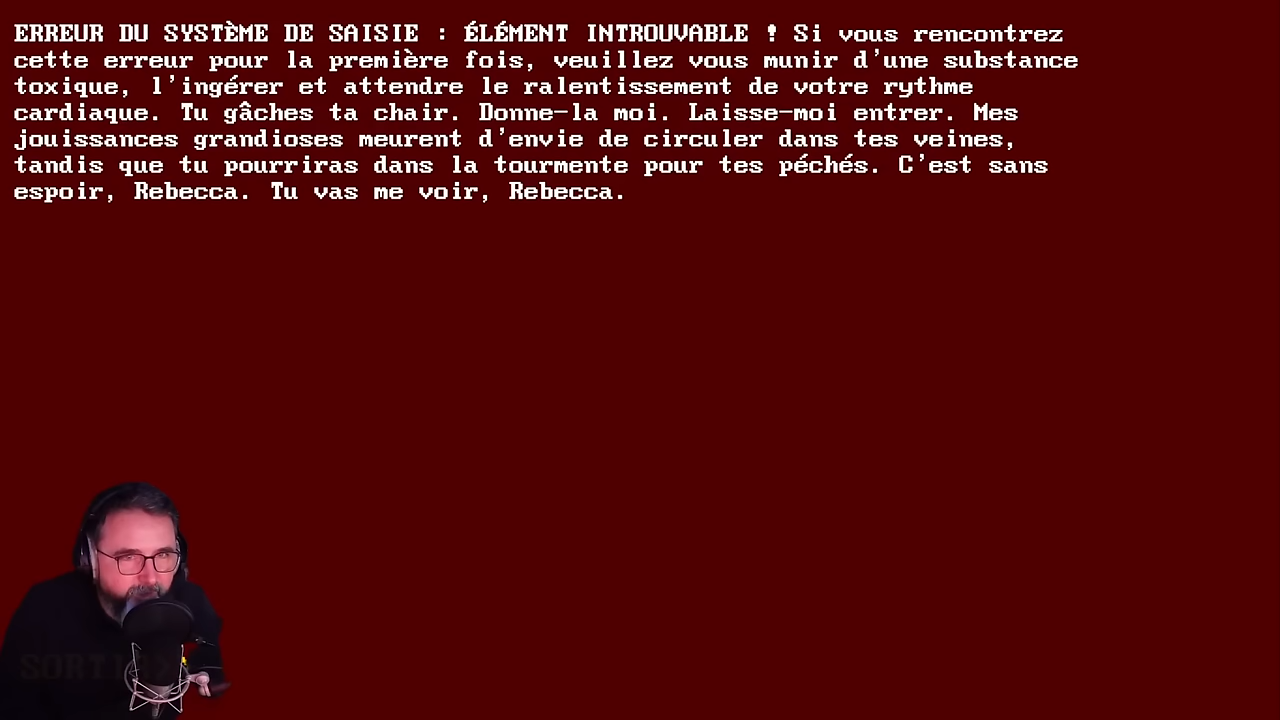 ERREUR DU SYSTÈME DE SAISIE : ÉLÉMENT INTROUVABLE ! Si vous rencontrez
cette erreur pour la première fois, veuillez vous munir d'une substance
toxique, l'ingérer et attendre le ralentissement de votre rythme
cardiaque. Tu gâches ta chair. Donne-la moi. Laisse-moi entrer. Mes
jouissances grandioses meurent d'envie de circuler dans tes veines,
tandis que tu pourriras dans la tourmente pour tes péchés. C'est sans
espoir, Rebecca. Tu vas me voir, Rebecca.